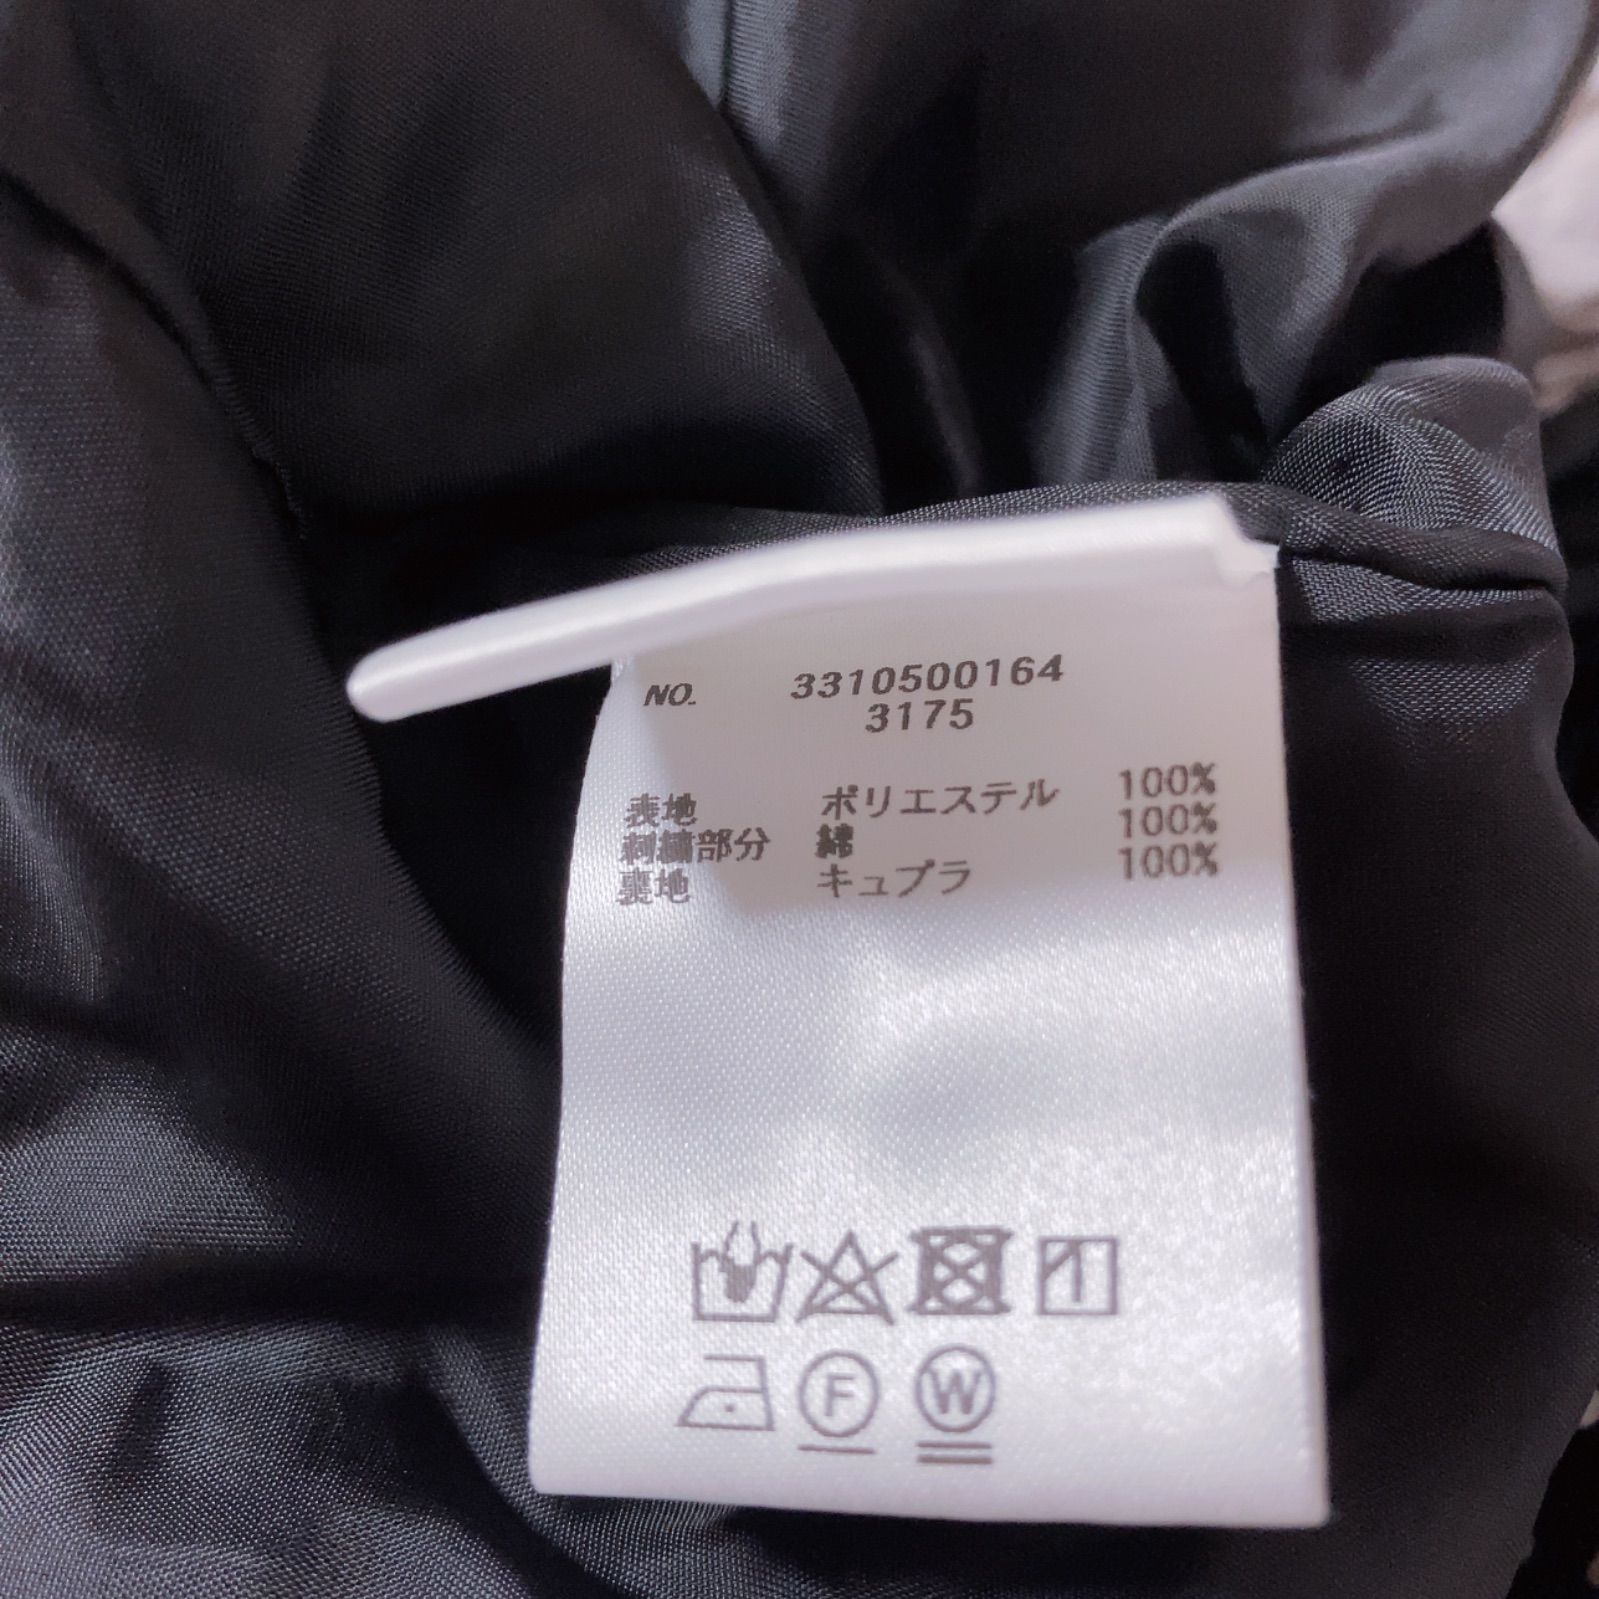 NO. 3310500164
3175
表地 ポリエステル 100%
刺繍部分 綿 100%
裏地 キュプラ 100%
F W